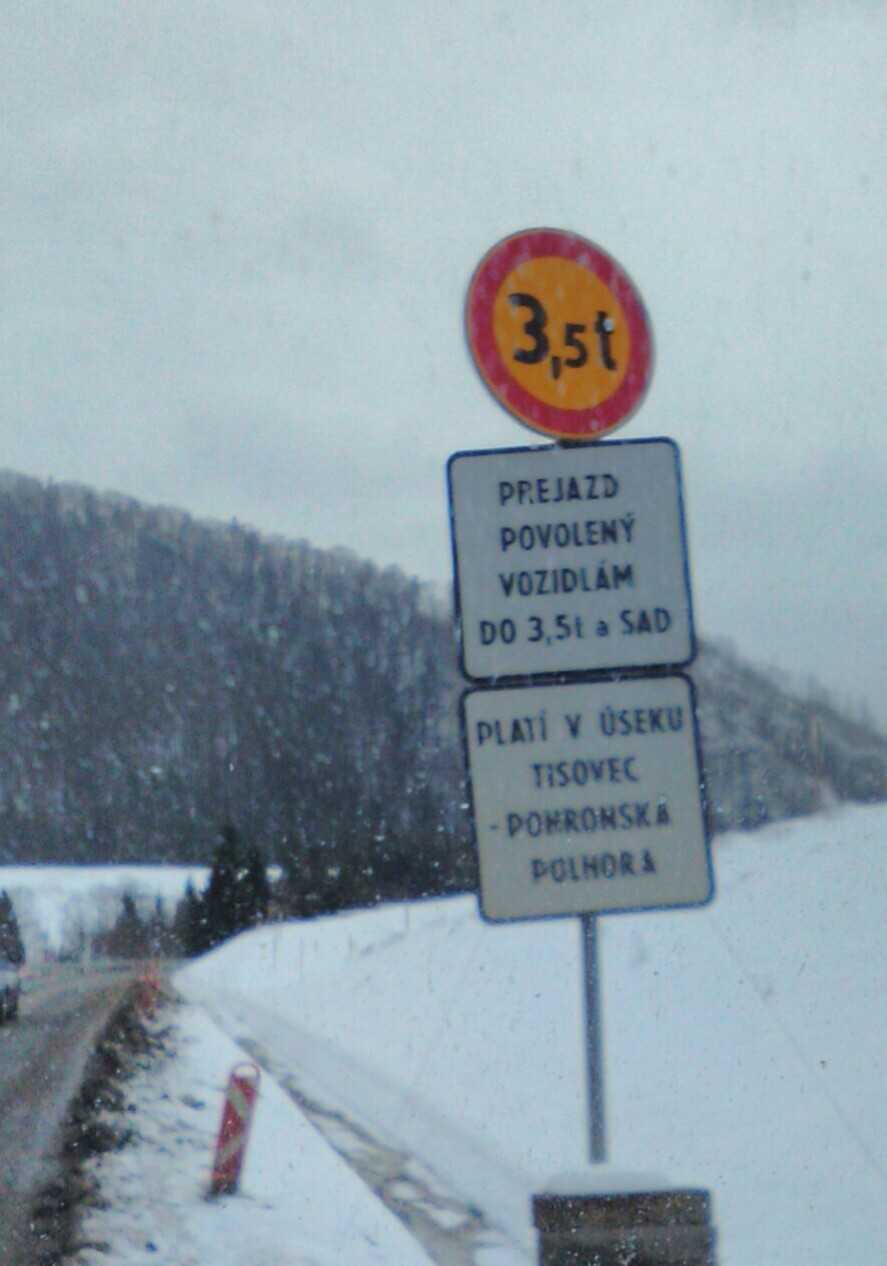 3,5t
PREJAZD
POVOLENÝ
VOZIDLÁM
DO 3,5t a SAD
PLATÍ V ÚSEKU
TISOVEC
-POHRONSKÁ
POLHORA